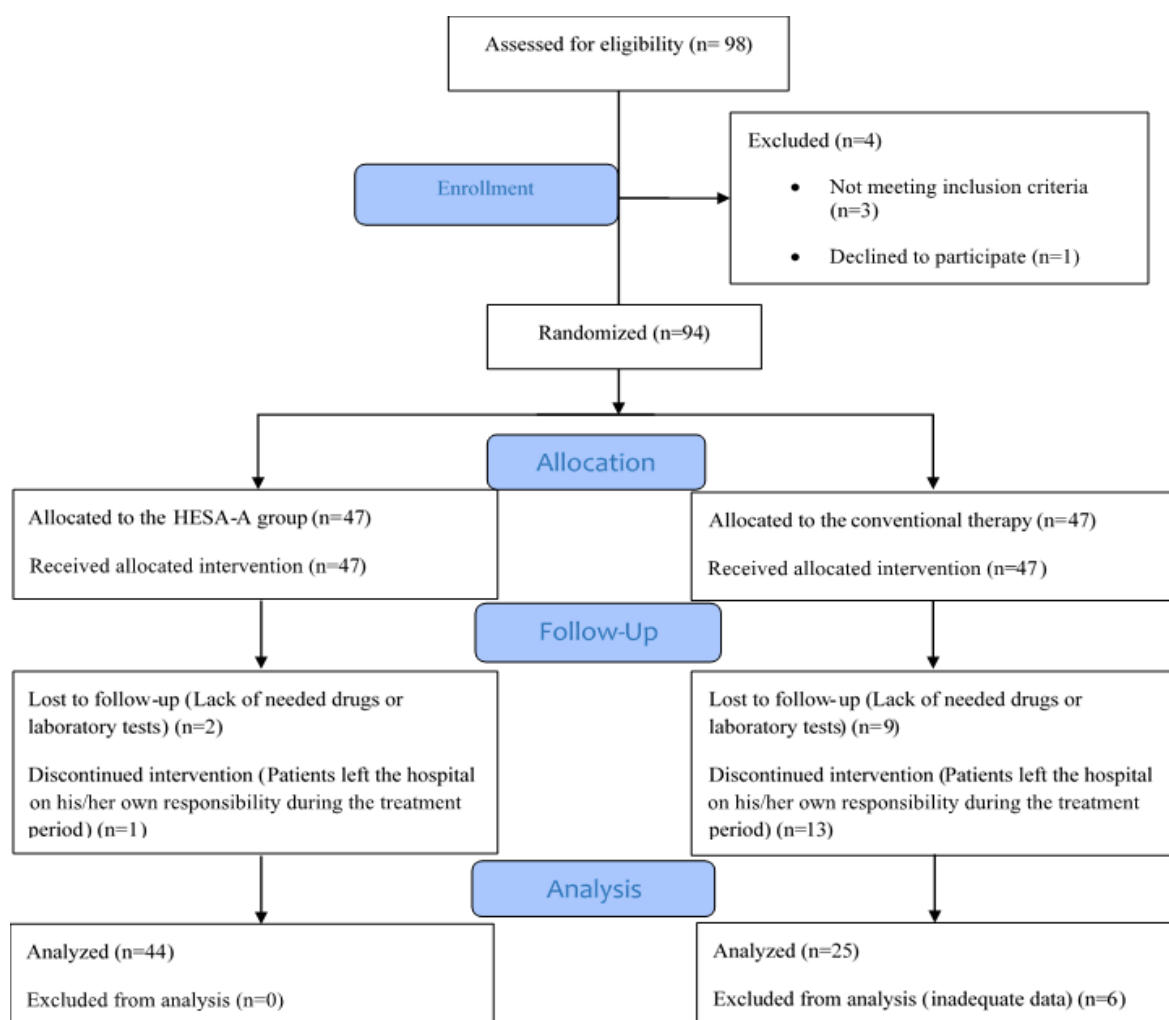 Assessed for eligibility (n= 98)
Excluded (n=4)
• Not meeting inclusion criteria
(n=3)
• Declined to participate (n=1)
Enrollment
Randomized (n=94)
Allocation
Allocated to the HESA-A group (n=47)
Received allocated intervention (n=47)
Allocated to the conventional therapy (n=47)
Received allocated intervention (n=47)
Follow-Up
Lost to follow-up (Lack of needed drugs or
laboratory tests) (n=2)
Discontinued intervention (Patients left the hospital
on his/her own responsibility during the treatment
period) (n=1)
Lost to follow-up (Lack of needed drugs or
laboratory tests) (n=9)
Discontinued intervention (Patients left the hospital
on his/her own responsibility during the treatment
period) (n=13)
Analysis
Analyzed (n=44)
Excluded from analysis (n=0)
Analyzed (n=25)
Excluded from analysis (inadequate data) (n=6)